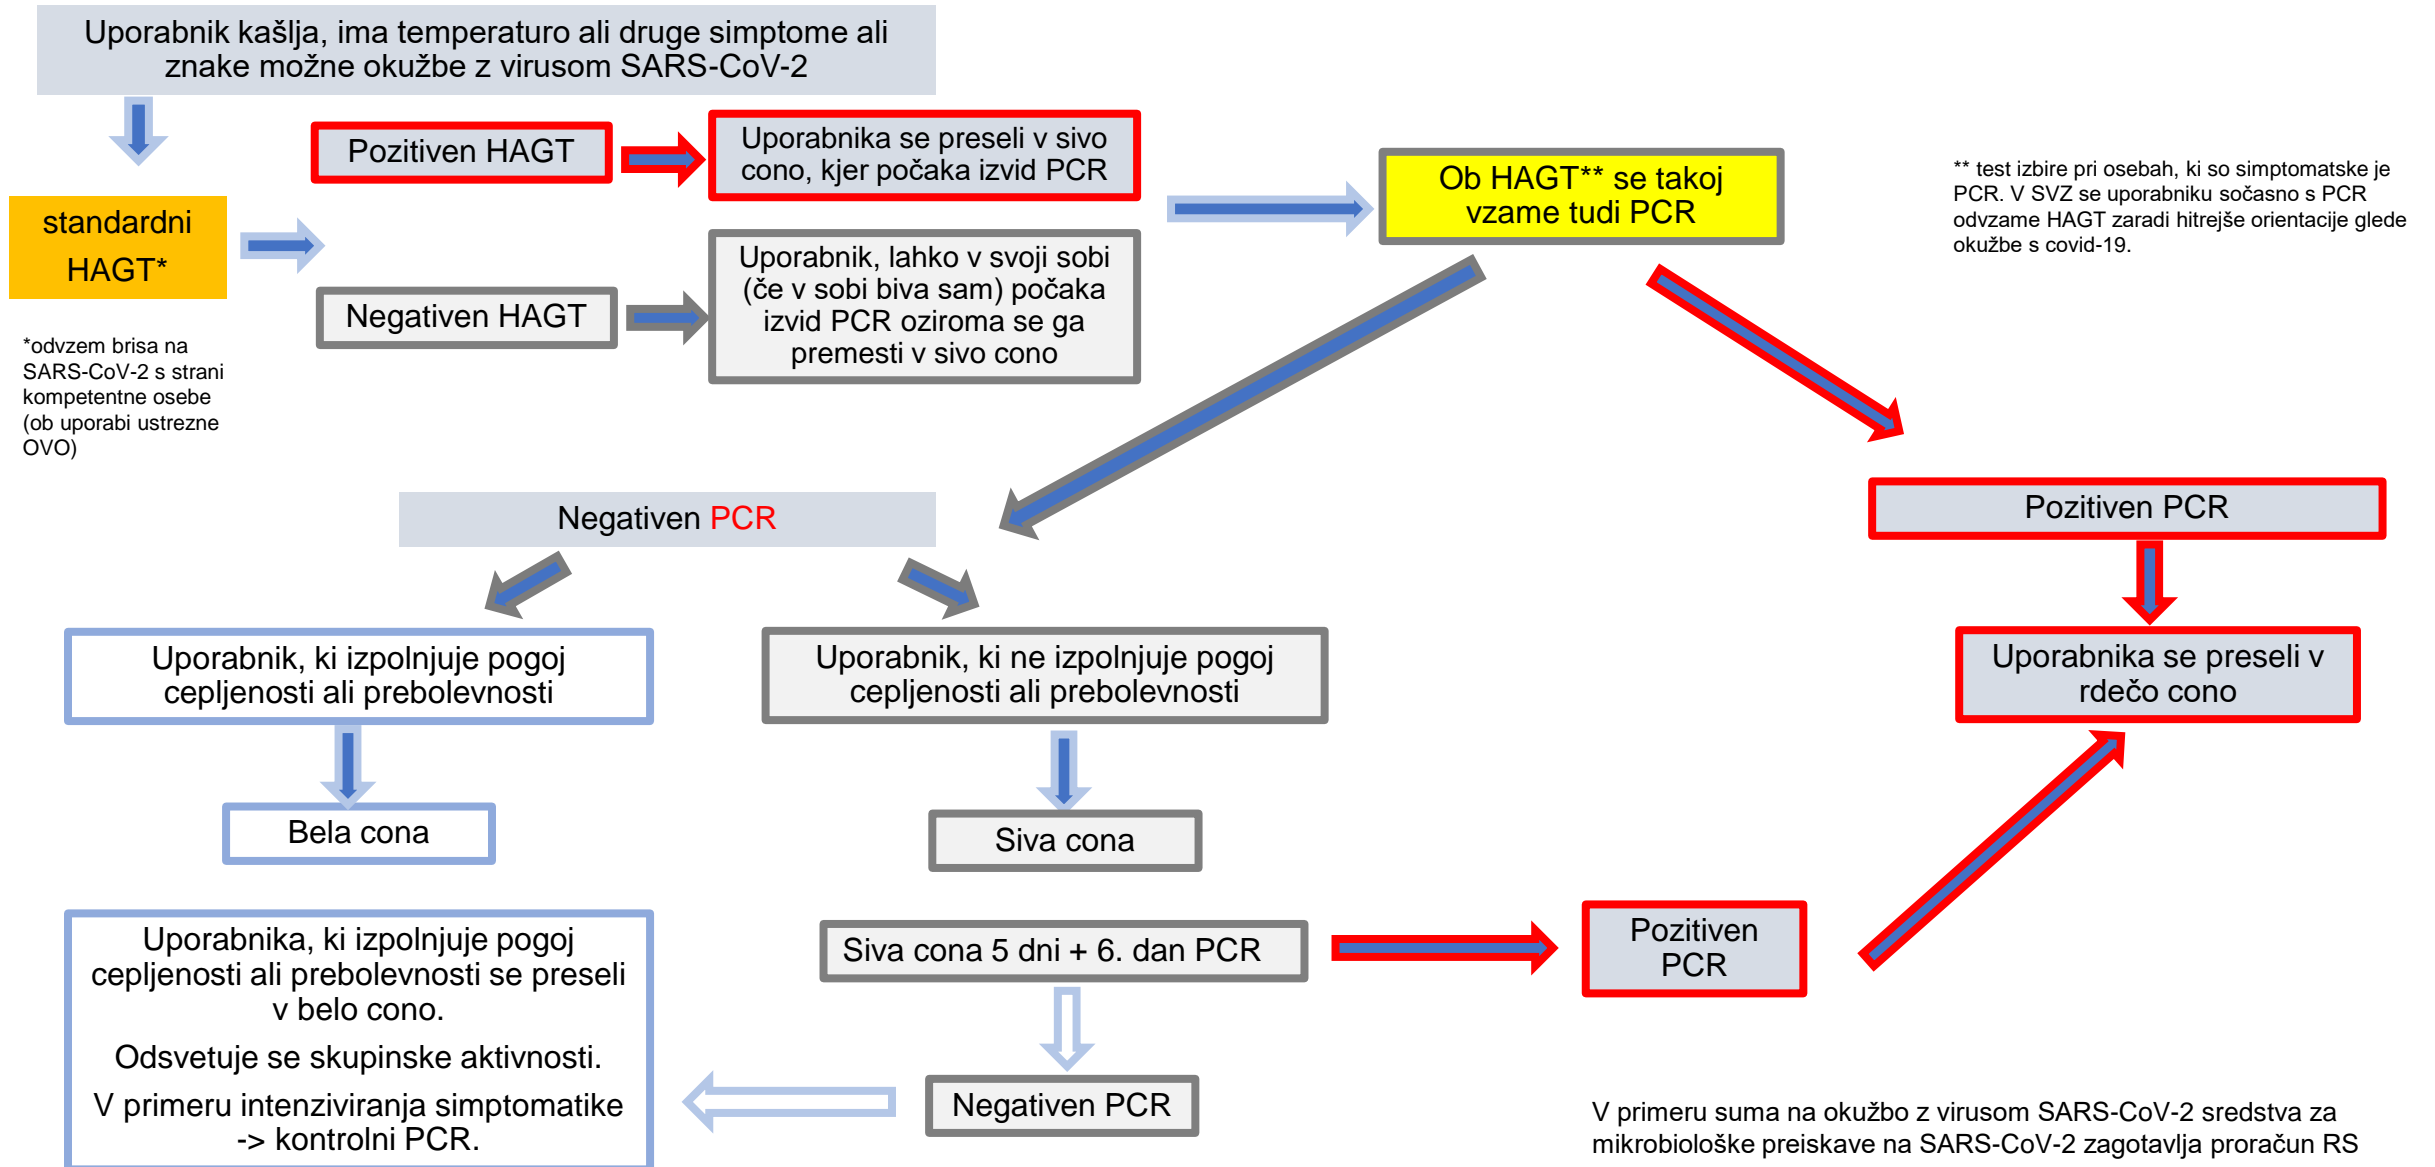 Uporabnik kašlja, ima temperaturo ali druge simptome ali
znake možne okužbe z virusom SARS-CoV-2
standardni
HAGT*
*odvzem brisa na
SARS-CoV-2 s strani
kompetentne osebe
(ob uporabi ustrezne
OVO)
Pozitiven HAGT
Uporabnika se preseli v sivo
cono, kjer počaka izvid PCR
Negativen HAGT
Uporabnik, lahko v svoji sobi
(če v sobi biva sam) počaka
izvid PCR oziroma se ga
premesti v sivo cono
Ob HAGT** se takoj
vzame tudi PCR
** test izbire pri osebah, ki so simptomatske je
PCR. V SVZ se uporabniku sočasno s PCR
odvzame HAGT zaradi hitrejše orientacije glede
okužbe s covid-19.
Negativen PCR
Pozitiven PCR
Uporabnik, ki izpolnjuje pogoj
cepljenosti ali prebolevnosti
Uporabnik, ki ne izpolnjuje pogoj
cepljenosti ali prebolevnosti
Uporabnika se preseli v
rdečo cono
Bela cona
Siva cona
Uporabnika, ki izpolnjuje pogoj
cepljenosti ali prebolevnosti se preseli
v belo cono.
Odsvetuje se skupinske aktivnosti.
V primeru intenziviranja simptomatike
-> kontrolni PCR.
Siva cona 5 dni + 6. dan PCR
Pozitiven
PCR
Negativen PCR
V primeru suma na okužbo z virusom SARS-CoV-2 sredstva za
mikrobiološke preiskave na SARS-CoV-2 zagotavlja proračun RS